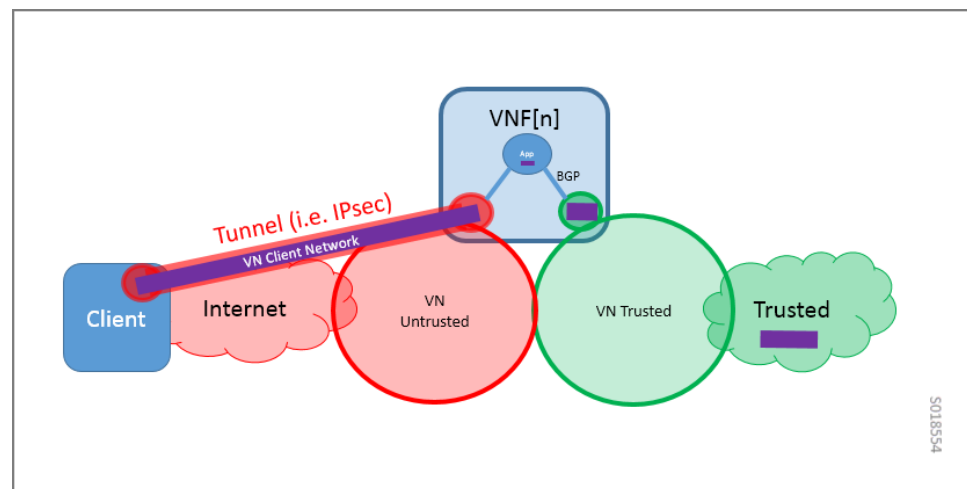 VNF[n]
App
BGP
Tunnel (i.e. IPsec)
VN Client Network
Client
Internet
VN
Untrusted
VN Trusted
Trusted
S018554